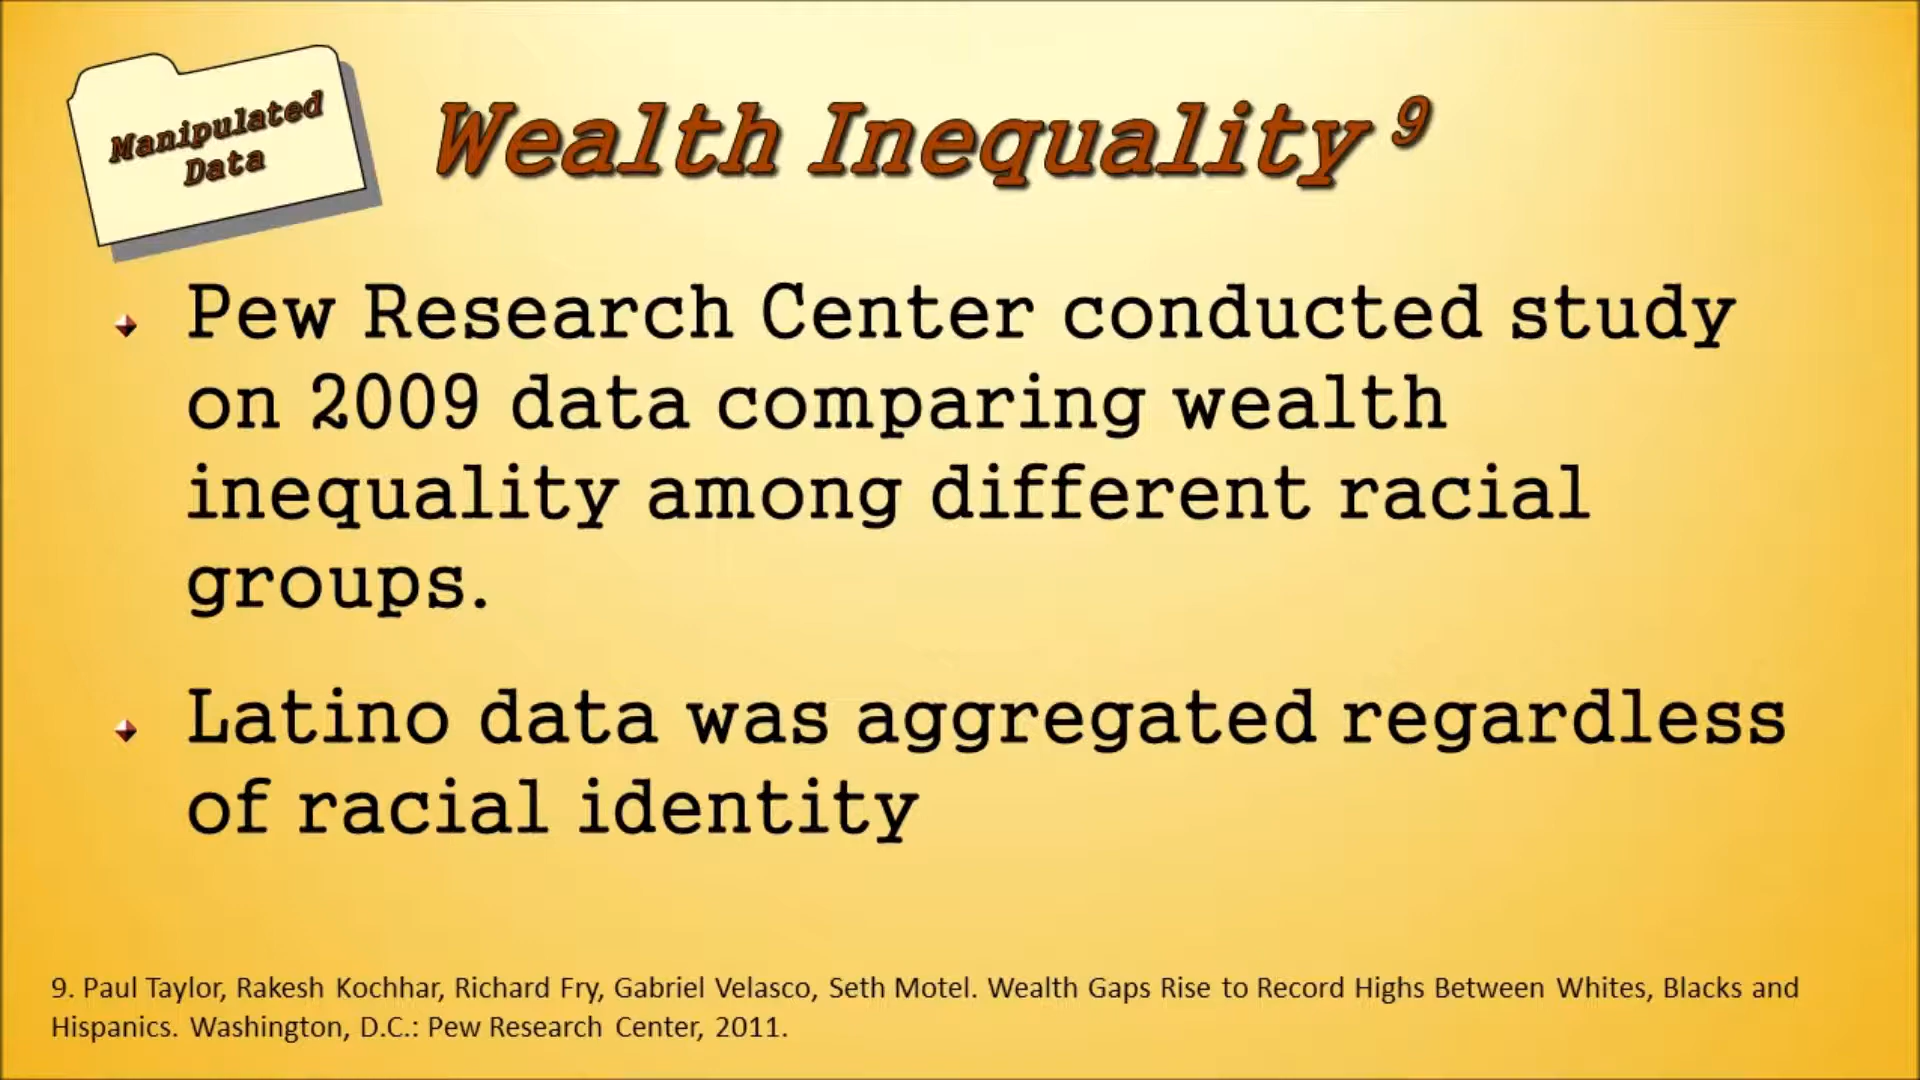 Manipulated
Data
Wealth Inequality 9
Pew Research Center conducted study
on 2009 data comparing wealth
inequality among different racial
groups.
Latino data was aggregated regardless
of racial identity
9. Paul Taylor, Rakesh Kochhar, Richard Fry, Gabriel Velasco, Seth Motel. Wealth Gaps Rise to Record Highs Between Whites, Blacks and
Hispanics. Washington, D.C.: Pew Research Center, 2011.